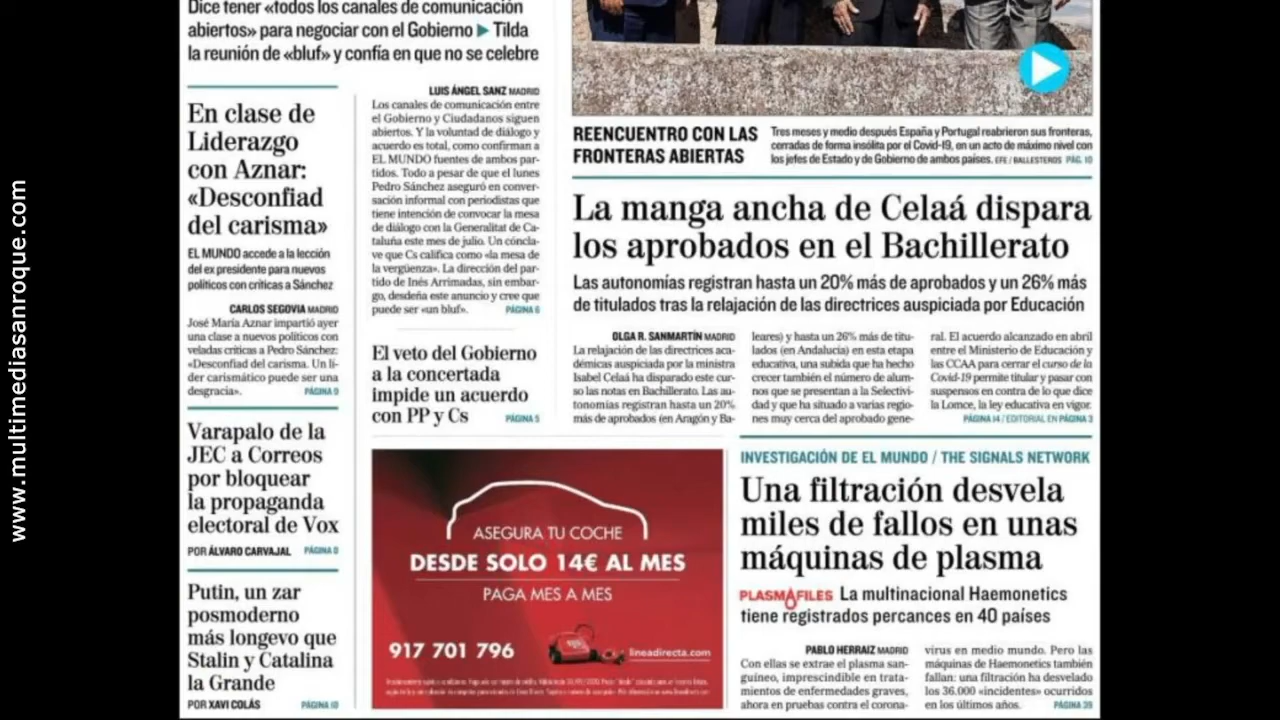 www.multimediasanroque.com
Dice tener «todos los canales de comunicación
abiertos» para negociar con el Gobierno ▶ Tilda
la reunión de «bluf» y confía en que no se celebre
En clase de
Liderazgo
con Aznar:
«Desconfiad
del carisma»
EL MUNDO accede a la lección
del ex presidente para nuevos
políticos con críticas a Sánchez
CARLOS SEGOVIA MADRID
José María Aznar impartió ayer
una clase a nuevos políticos con
veladas críticas a Pedro Sánchez:
«Desconfiad del carisma. Un lí-
der carismático puede ser una
desgracia». PÁGINA 9
Varapalo de la
JEC a Correos
por bloquear
la propaganda
electoral de Vox
POR ÁLVARO CARVAJAL PÁGINA 8
Putin, un zar
posmoderno
más longevo que
Stalin y Catalina
la Grande
POR XAVI COLÁS
LUIS ÁNGEL SANZ MADRID
Los canales de comunicación entre
el Gobierno y Ciudadanos siguen
abiertos. Y la voluntad de diálogo y
acuerdo es total, como confirman a
EL MUNDO fuentes de ambos par-
tidos. Todo a pesar de que el lunes
Pedro Sánchez aseguró en conver-
sación informal con periodistas que
tiene intención de convocar la mesa
de diálogo con la Generalitat de Ca-
taluña este mes de julio. Un cóncla-
ve que Cs califica como «la mesa de
la vergüenza». La dirección del par-
tido de Inés Arrimadas, sin embar-
go, desdeña este anuncio y cree que
puede ser «un bluf». PÁGINA 6
El veto del Gobierno
a la concertada
impide un acuerdo
con PP y Cs PÁGINA 5
REENCUENTRO CON LAS
FRONTERAS ABIERTAS
Tres meses y medio después España y Portugal reabrieron sus fronteras,
cerradas de forma insólita por el Covid-19, en un acto de máximo nivel con
los jefes de Estado y de Gobierno de ambos países. EFE / BALLESTEROS PÁG. 10
La manga ancha de Celaá dispara
los aprobados en el Bachillerato
Las autonomías registran hasta un 20% más de aprobados y un 26% más
de titulados tras la relajación de las directrices auspiciada por Educación
OLGA R. SANMARTÍN MADRID
La relajación de las directrices aca-
démicas auspiciada por la ministra
Isabel Celaá ha disparado este cur-
so las notas en Bachillerato. Las au-
tonomías registran hasta un 20%
más de aprobados (en Aragón y Ba-
leares) y hasta un 26% más de titu-
lados (en Andalucía) en esta etapa
educativa, una subida que ha hecho
crecer también el número de alum-
nos que se presentan a la Selectivi-
dad y que ha situado a varias regio-
nes muy cerca del aprobado gene-
ral. El acuerdo alcanzado en abril
entre el Ministerio de Educación y
las CCAA para cerrar el curso de la
Covid-19 permite titular y pasar con
suspensos en contra de lo que dice
la Lomce, la ley educativa en vigor.
PÁGINA 14 / EDITORIAL EN PÁGINA 3
ASEGURA TU COCHE
DESDE SOLO 14€ AL MES
PAGA MES A MES
917 701 796
lineadirecta.com
INVESTIGACIÓN DE EL MUNDO / THE SIGNALS NETWORK
Una filtración desvela
miles de fallos en unas
máquinas de plasma
PLASMAFILES La multinacional Haemonetics
tiene registrados percances en 40 países
PABLO HERRAIZ MADRID
Con ellas se extrae el plasma san-
guíneo, imprescindible en trata-
mientos de enfermedades graves,
ahora en pruebas contra el corona-
virus en medio mundo. Pero las
máquinas de Haemonetics también
fallan: una filtración ha desvelado
los 36.000 «incidentes» ocurridos
en los últimos años. PÁGINA 39